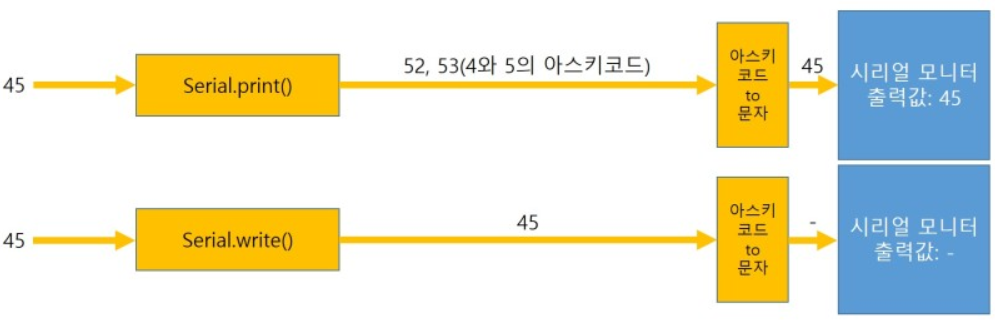 45
Serial.print()
52, 53(4와 5의 아스키코드)
아스키
코드
to
문자
45
시리얼 모니터
출력값: 45
45
Serial.write()
45
아스키
코드
to
문자
-
시리얼 모니터
출력값: -